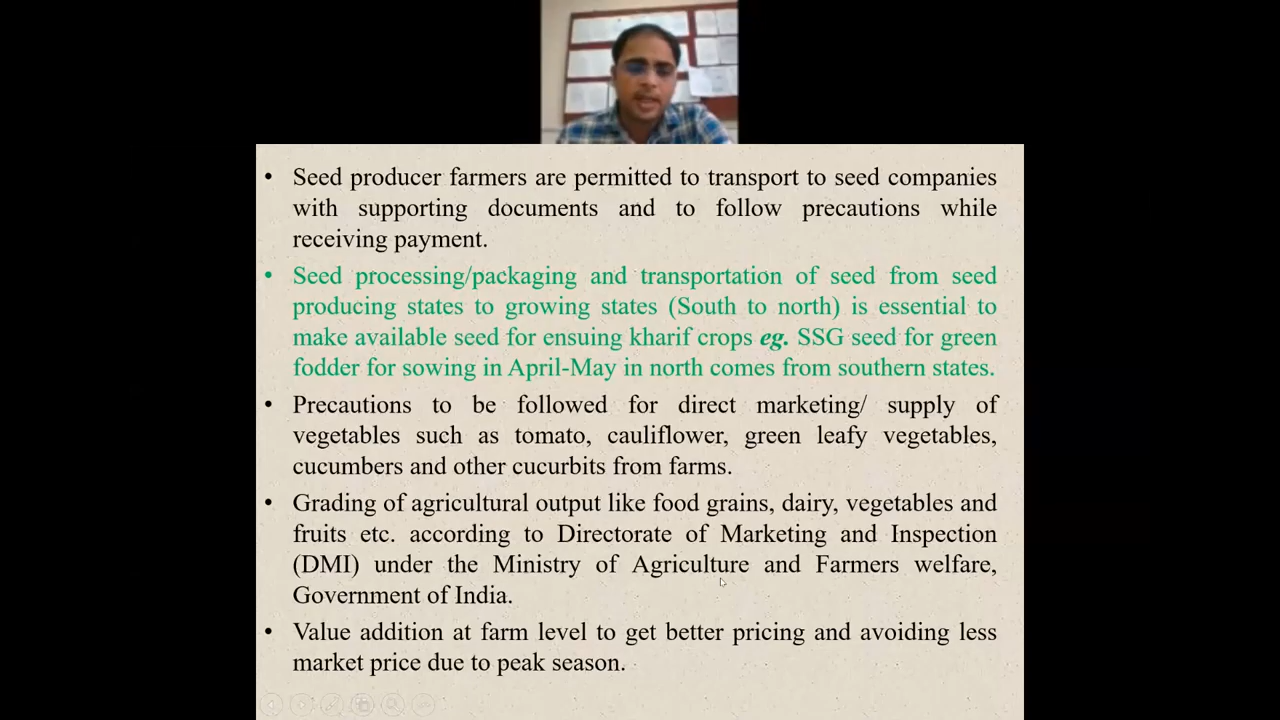 • Seed producer farmers are permitted to transport to seed companies
with supporting documents and to follow precautions while
receiving payment.
• Seed processing/packaging and transportation of seed from seed
producing states to growing states (South to north) is essential to
make available seed for ensuing kharif crops eg. SSG seed for green
fodder for sowing in April-May in north comes from southern states.
• Precautions to be followed for direct marketing/ supply of
vegetables such as tomato, cauliflower, green leafy vegetables,
cucumbers and other cucurbits from farms.
• Grading of agricultural output like food grains, dairy, vegetables and
fruits etc. according to Directorate of Marketing and Inspection
(DMI) under the Ministry of Agriculture and Farmers welfare,
Government of India.
• Value addition at farm level to get better pricing and avoiding less
market price due to peak season.